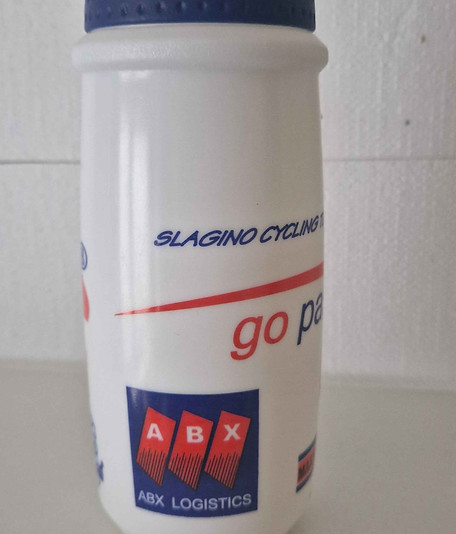 ®
SLAGINO CYCLING
go pa
A B X
ABX LOGISTICS